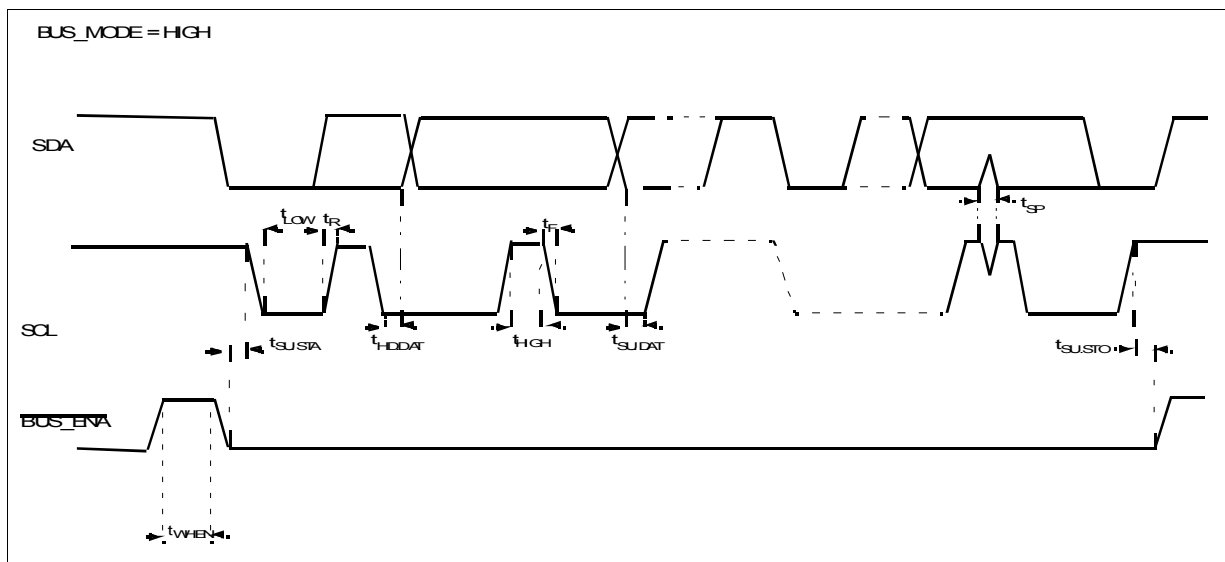 BUS_MODE = HIGH
SDA
tLOW
tR
tF
tSP
SCL
tSU.STA
tHD.DAT
tHIGH
tSU.DAT
tSU.STO
BUS_ENA
tWHEN